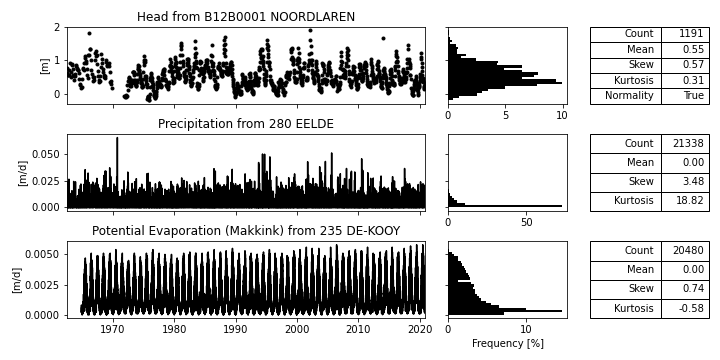 Head from B12B0001 NOORDLAREN
[m]
2
1
0
0
5
10
Count 1191
Mean 0.55
Skew 0.57
Kurtosis 0.31
Normality True
Precipitation from 280 EELDE
[m/d]
0.050
0.025
0.000
0
50
Count 21338
Mean 0.00
Skew 3.48
Kurtosis 18.82
Potential Evaporation (Makkink) from 235 DE-KOOY
[m/d]
0.0050
0.0025
0.0000
1970
1980
1990
2000
2010
2020
0
10
Frequency [%]
Count 20480
Mean 0.00
Skew 0.74
Kurtosis -0.58